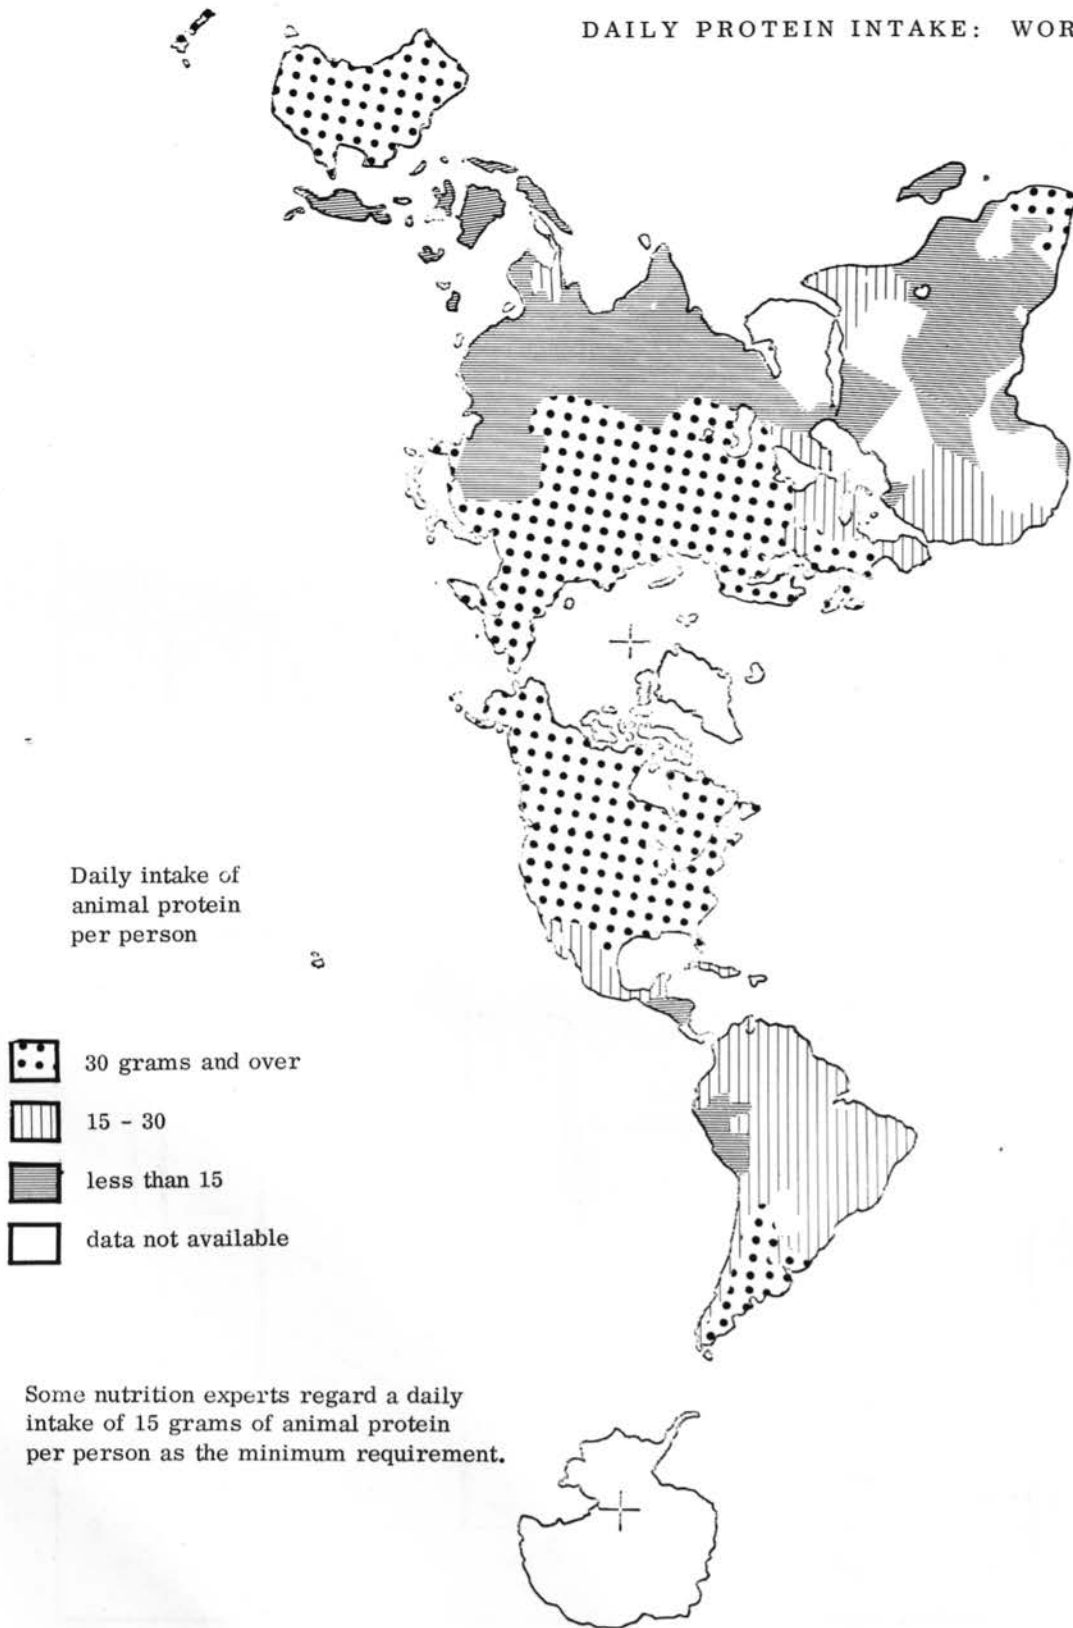 DAILY PROTEIN INTAKE: WOR
Daily intake of
animal protein
per person
30 grams and over
15 - 30
less than 15
data not available
Some nutrition experts regard a daily
intake of 15 grams of animal protein
per person as the minimum requirement.